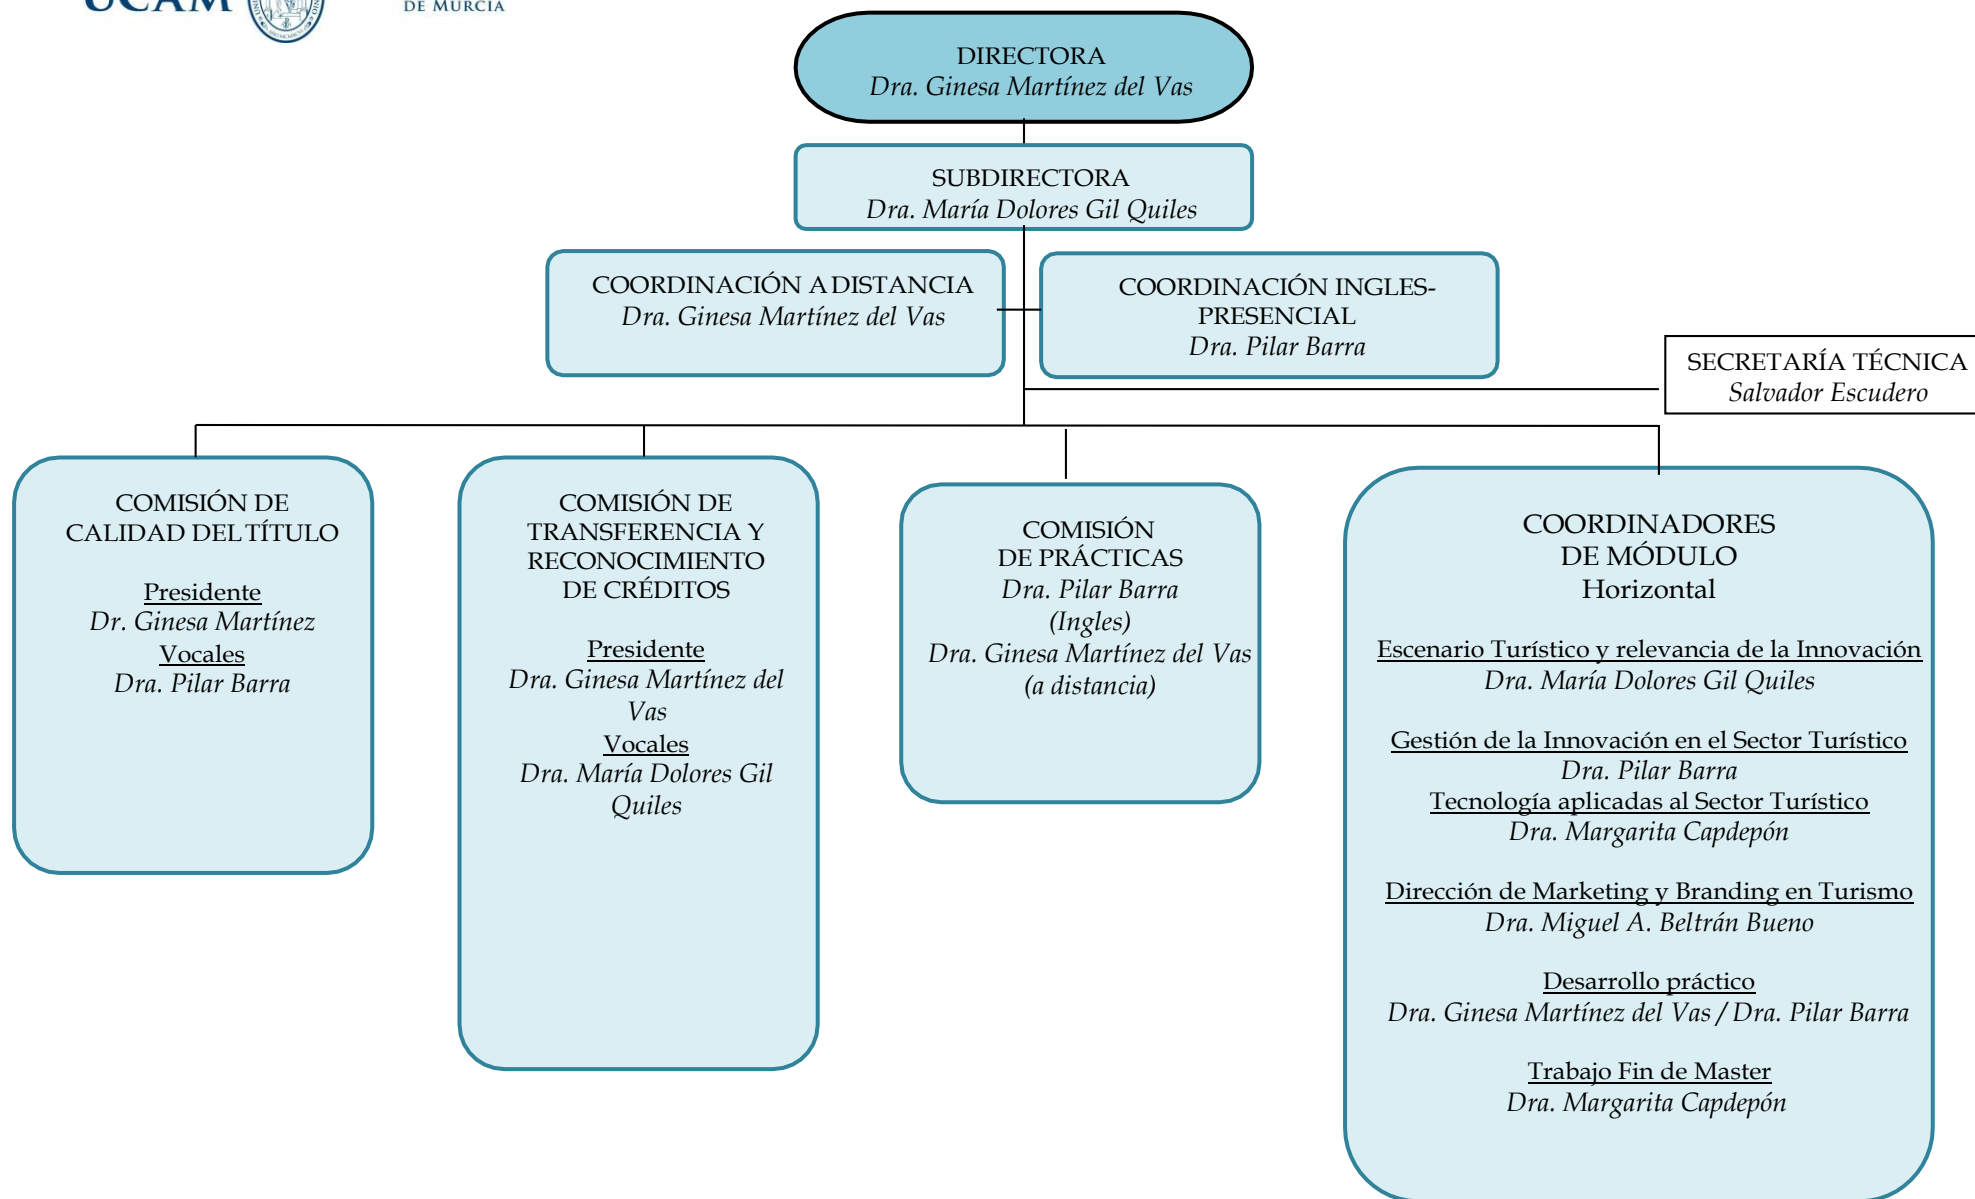 UCAM
DE MURCIA
DIRECTORA
Dra. Ginesa Martínez del Vas
SUBDIRECTORA
Dra. María Dolores Gil Quiles
COORDINACIÓN A DISTANCIA
Dra. Ginesa Martínez del Vas
COORDINACIÓN INGLES-
PRESENCIAL
Dra. Pilar Barra
SECRETARÍA TÉCNICA
Salvador Escudero
COMISIÓN DE
CALIDAD DEL TÍTULO
Presidente
Dr. Ginesa Martínez
Vocales
Dra. Pilar Barra
COMISIÓN DE
TRANSFERENCIA Y
RECONOCIMIENTO
DE CRÉDITOS
Presidente
Dra. Ginesa Martínez del
Vas
Vocales
Dra. María Dolores Gil
Quiles
COMISIÓN
DE PRÁCTICAS
Dra. Pilar Barra
(Ingles)
Dra. Ginesa Martínez del Vas
(a distancia)
COORDINADORES
DE MÓDULO
Horizontal
Escenario Turístico y relevancia de la Innovación
Dra. María Dolores Gil Quiles
Gestión de la Innovación en el Sector Turístico
Dra. Pilar Barra
Tecnología aplicadas al Sector Turístico
Dra. Margarita Capdepón
Dirección de Marketing y Branding en Turismo
Dra. Miguel A. Beltrán Bueno
Desarrollo práctico
Dra. Ginesa Martínez del Vas / Dra. Pilar Barra
Trabajo Fin de Master
Dra. Margarita Capdepón